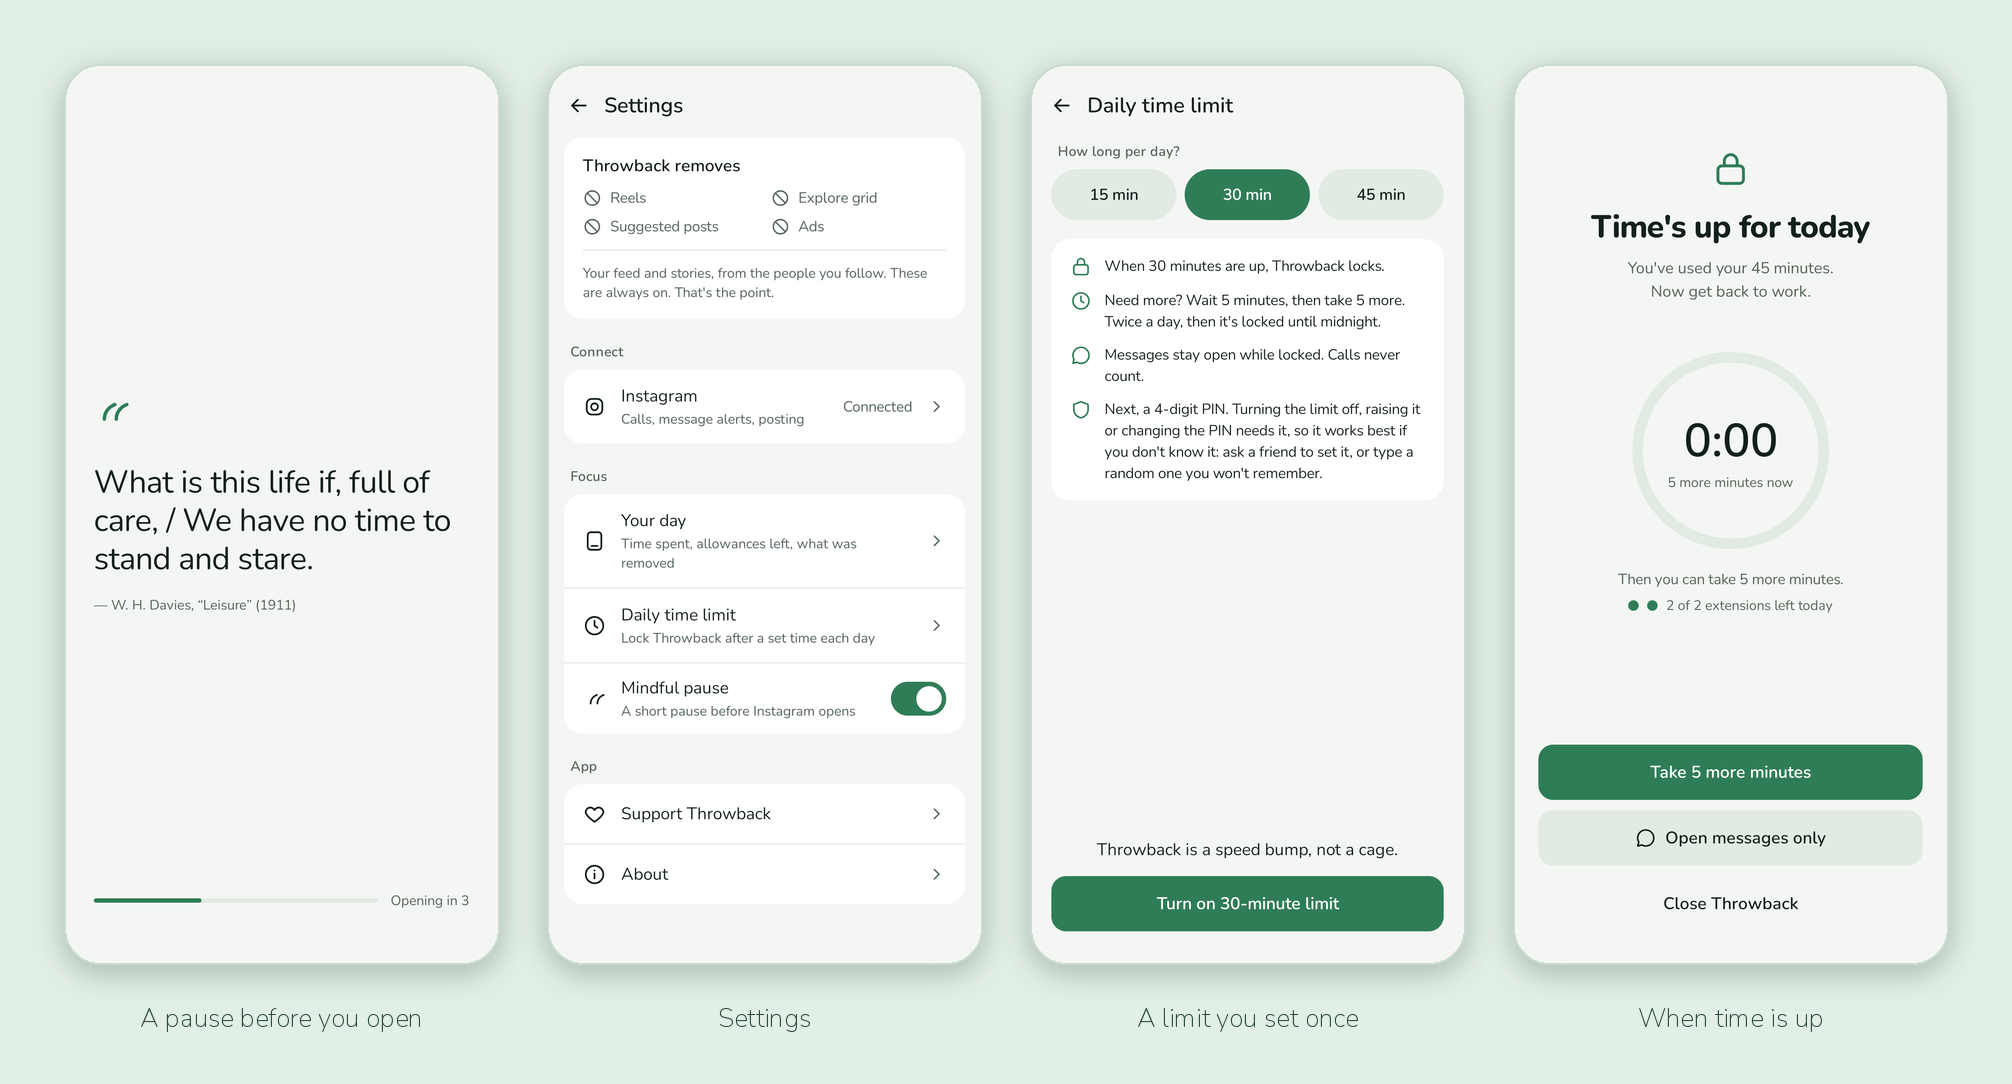 What is this life if, full of
care, / We have no time to
stand and stare.
— W. H. Davies, “Leisure” (1911)
Opening in 3
A pause before you open
Settings
Throwback removes
Reels
Explore grid
Suggested posts
Ads
Your feed and stories, from the people you follow. These
are always on. That's the point.
Connect
Instagram
Calls, message alerts, posting
Connected
Focus
Your day
Time spent, allowances left, what was
removed
Daily time limit
Lock Throwback after a set time each day
Mindful pause
A short pause before Instagram opens
App
Support Throwback
About
Settings
Daily time limit
How long per day?
15 min
30 min
45 min
When 30 minutes are up, Throwback locks.
Need more? Wait 5 minutes, then take 5 more.
Twice a day, then it's locked until midnight.
Messages stay open while locked. Calls never
count.
Next, a 4-digit PIN. Turning the limit off, raising it
or changing the PIN needs it, so it works best if
you don't know it: ask a friend to set it, or type a
random one you won't remember.
Throwback is a speed bump, not a cage.
Turn on 30-minute limit
A limit you set once
Time's up for today
You've used your 45 minutes.
Now get back to work.
0:00
5 more minutes now
Then you can take 5 more minutes.
2 of 2 extensions left today
Take 5 more minutes
Open messages only
Close Throwback
When time is up